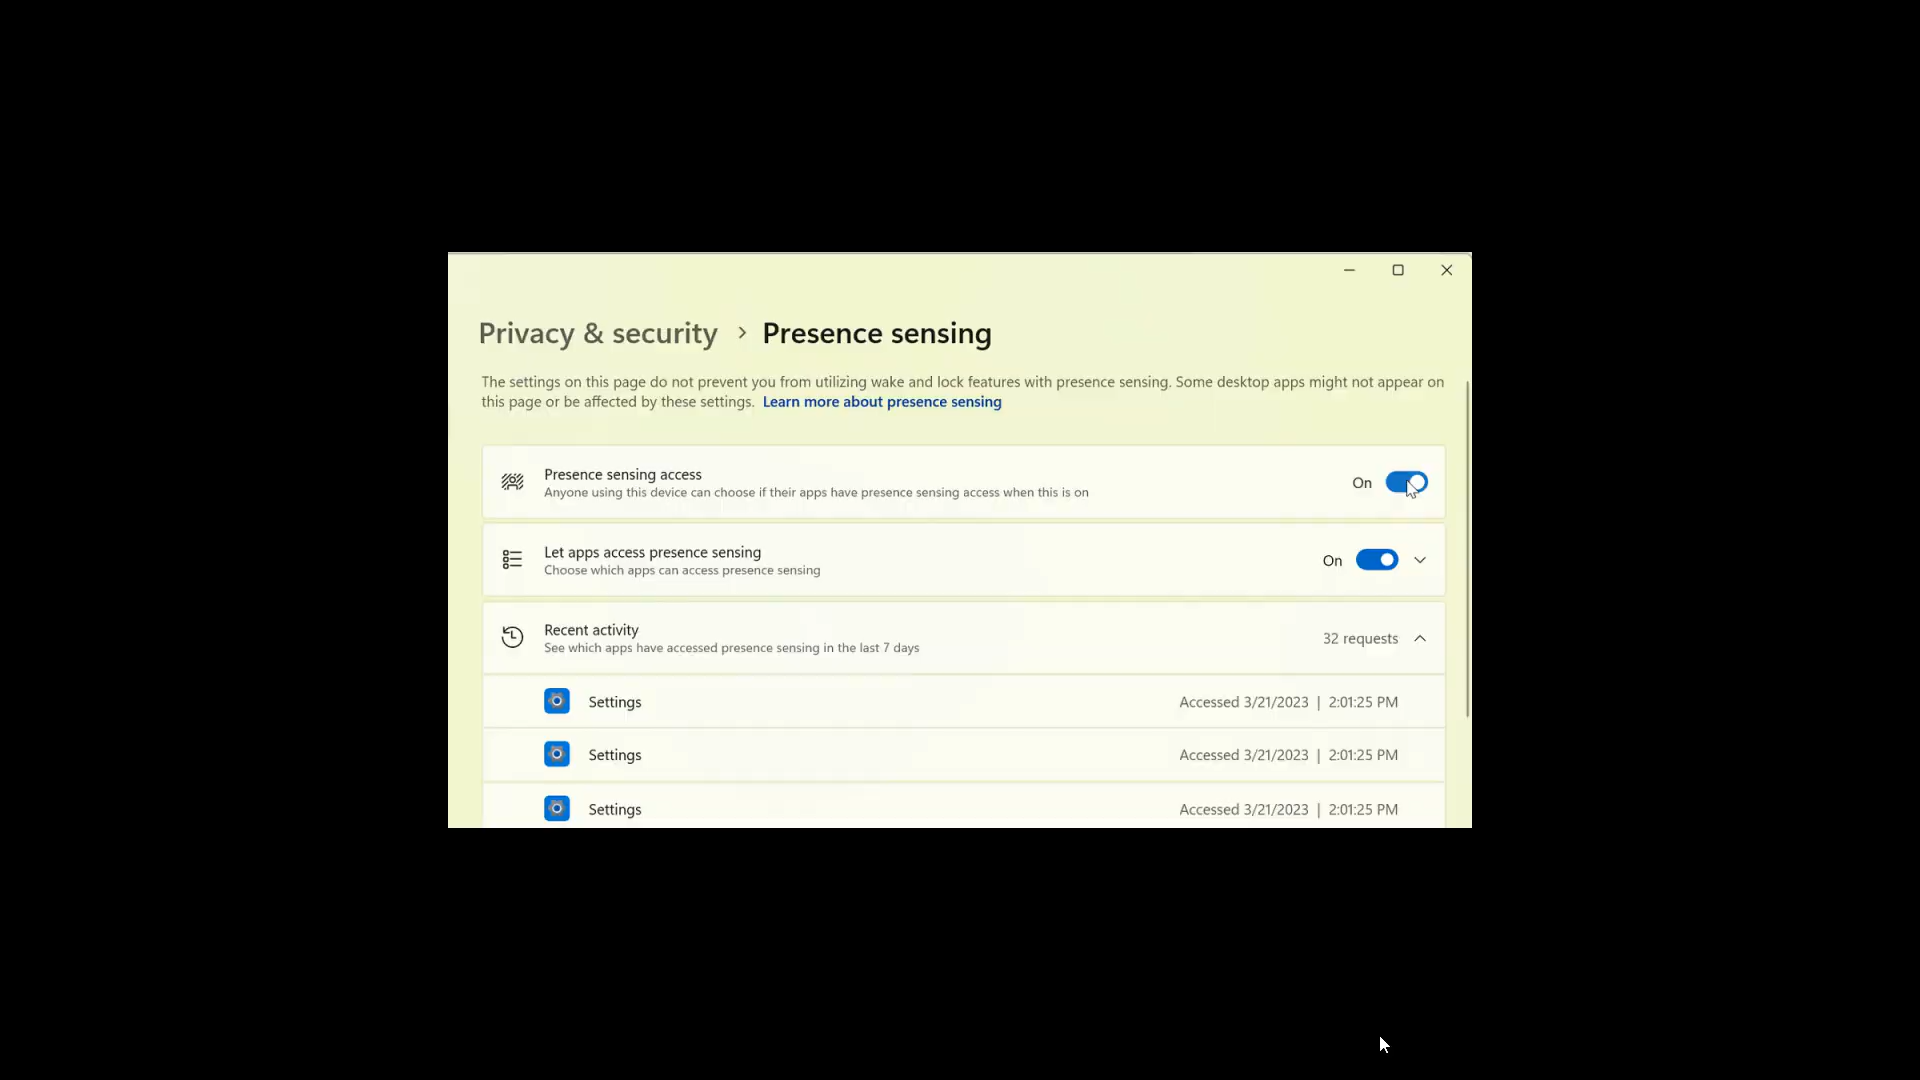 Privacy & security > Presence sensing
The settings on this page do not prevent you from utilizing wake and lock features with presence sensing. Some desktop apps might not appear on
this page or be affected by these settings. Learn more about presence sensing
Presence sensing access
Anyone using this device can choose if their apps have presence sensing access when this is on
On
Let apps access presence sensing
Choose which apps can access presence sensing
On
Recent activity
See which apps have accessed presence sensing in the last 7 days
32 requests
Settings Accessed 3/21/2023 | 2:01:25 PM
Settings Accessed 3/21/2023 | 2:01:25 PM
Settings Accessed 3/21/2023 | 2:01:25 PM